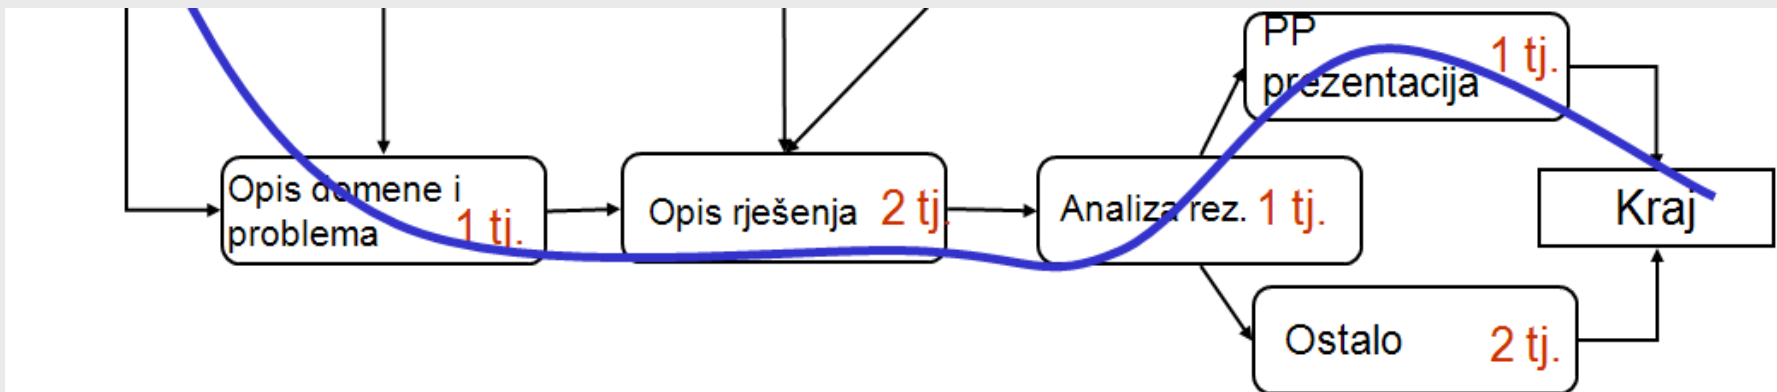 PP
prezentacija
1 tj.
Opis domene i
problema
1 tj.
Opis rješenja 2 tj.
Analiza rez. 1 tj.
Kraj
Ostalo 2 tj.